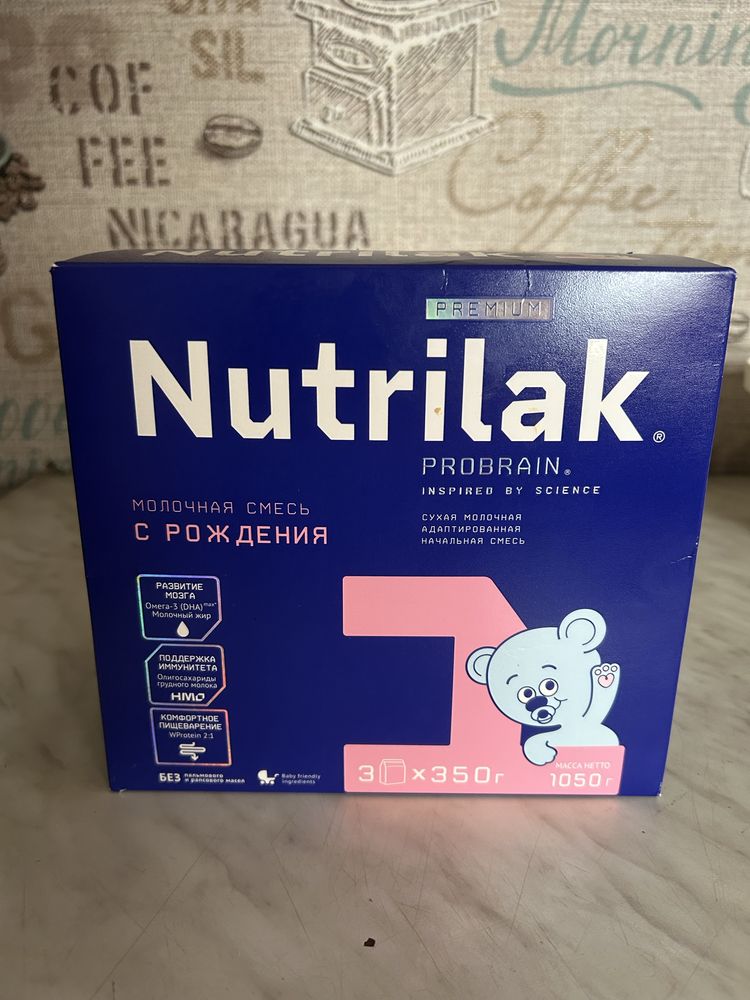 SIL
COF
FEE
NICARAGUA
Mornin
Coffee
Nutrilak
PREMIUM
Nutrilak®
PROBRAIN®
INSPIRED BY SCIENCE
МОЛОЧНАЯ СМЕСЬ
С РОЖДЕНИЯ
СУХАЯ МОЛОЧНАЯ
АДАПТИРОВАННАЯ
НАЧАЛЬНАЯ СМЕСЬ
РАЗВИТИЕ
МОЗГА
Омега-3 (DHA)max*
Молочный жир
ПОДДЕРЖКА
ИММУНИТЕТА
Олигосахариды
грудного молока
HMO
КОМФОРТНОЕ
ПИЩЕВАРЕНИЕ
WProtein 2:1
БЕЗ пальмового
и рапсового масел
Baby friendly
ingredients
1
3 × 350 г
МАССА НЕТТО
1050 г